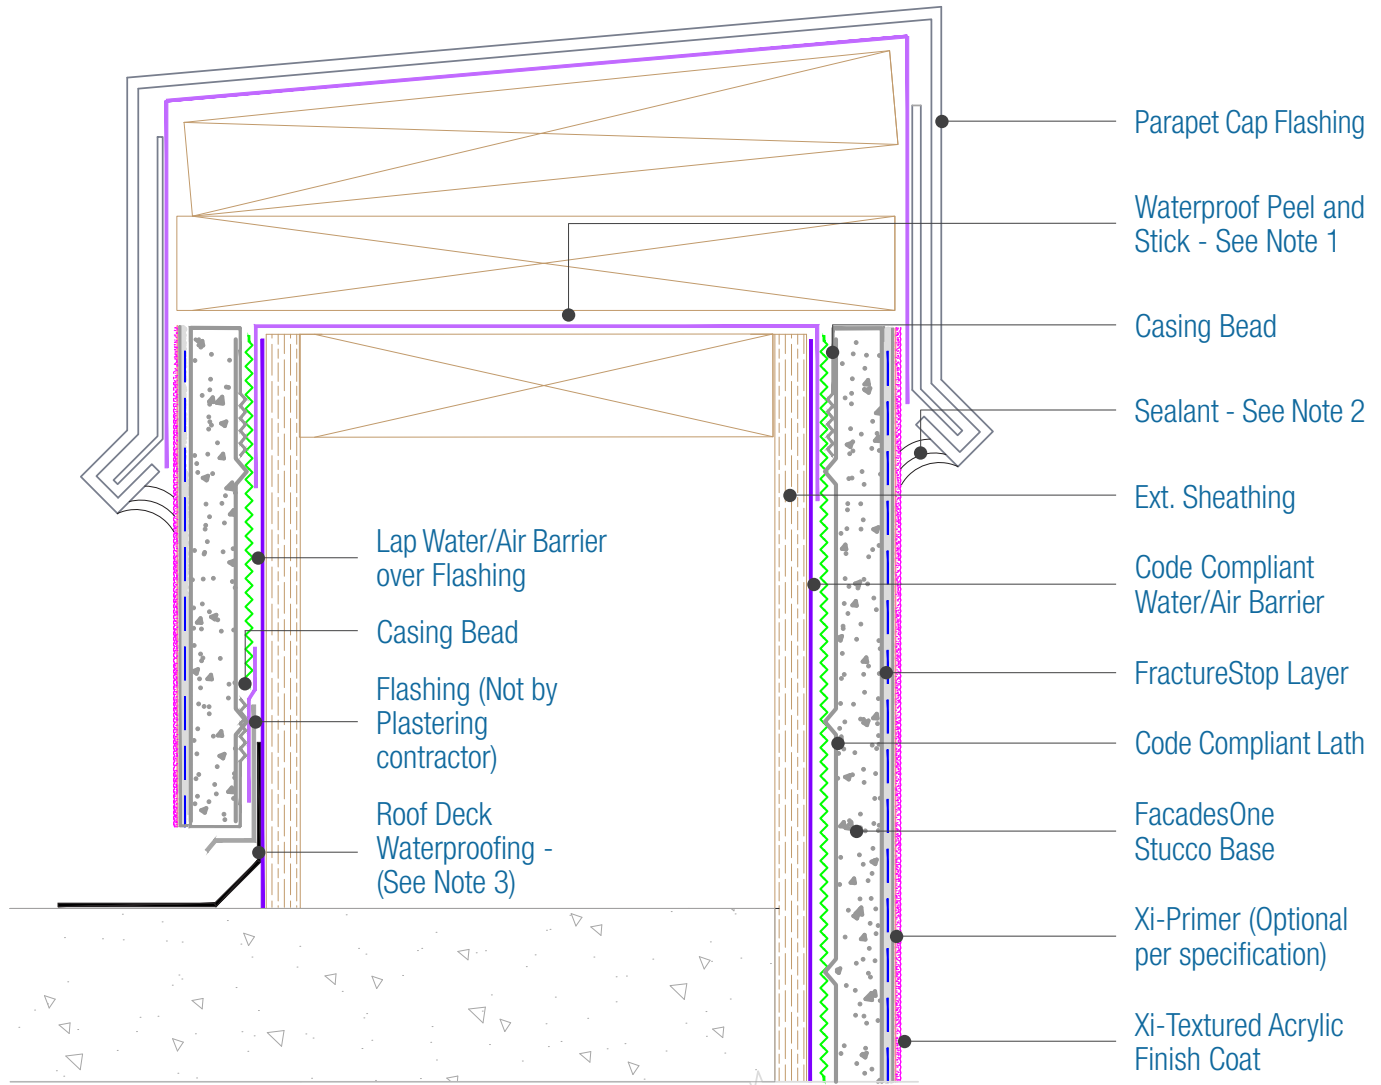 Parapet Cap Flashing
Waterproof Peel and
Stick - See Note 1
Casing Bead
Sealant - See Note 2
Ext. Sheathing
Code Compliant
Water/Air Barrier
FractureStop Layer
Code Compliant Lath
FacadesOne
Stucco Base
Xi-Primer (Optional
per specification)
Xi-Textured Acrylic
Finish Coat
Lap Water/Air Barrier
over Flashing
Casing Bead
Flashing (Not by
Plastering
contractor)
Roof Deck
Waterproofing -
(See Note 3)